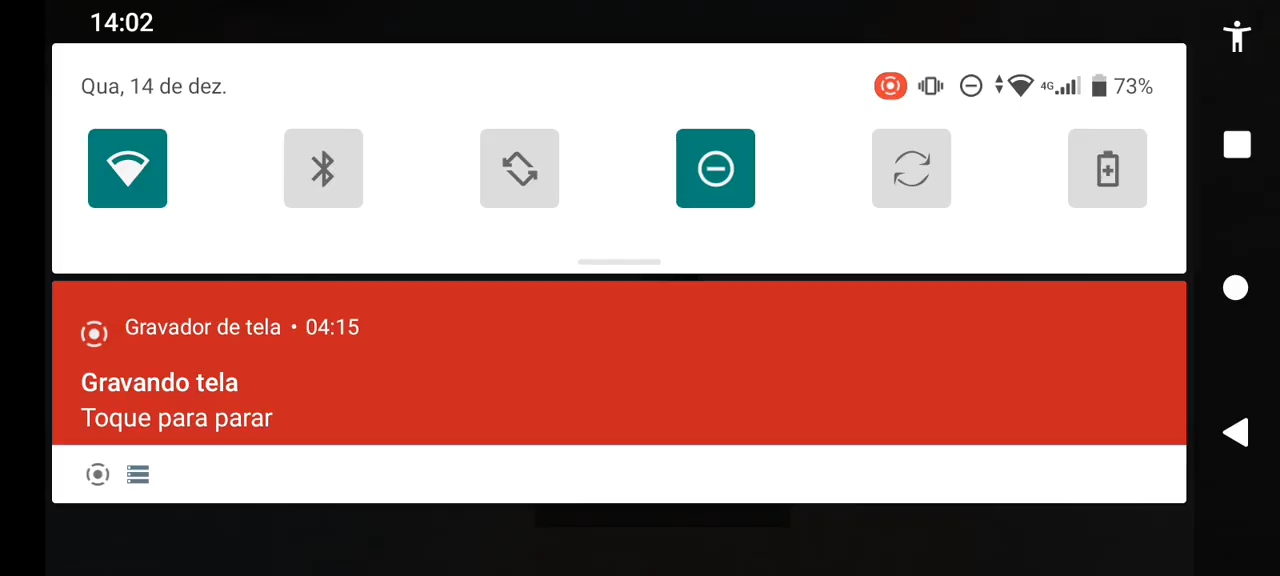 14:02
Qua, 14 de dez.
4G 73%
Gravador de tela • 04:15
Gravando tela
Toque para parar